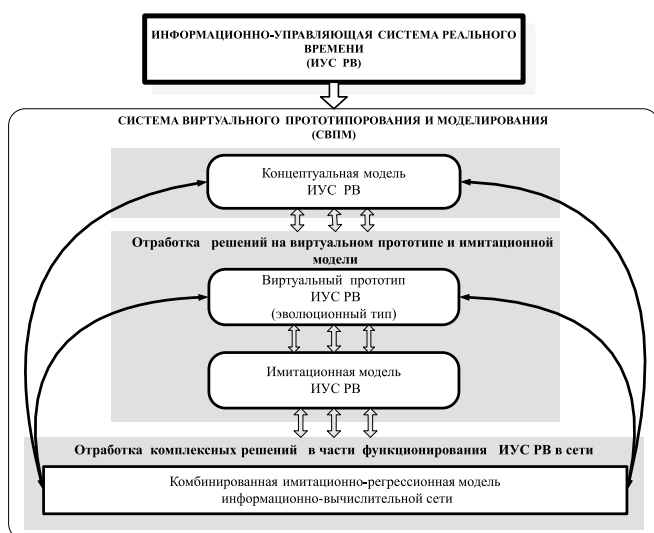 ИНФОРМАЦИОННО-УПРАВЛЯЮЩАЯ СИСТЕМА РЕАЛЬНОГО
ВРЕМЕНИ
(ИУС РВ)
СИСТЕМА ВИРТУАЛЬНОГО ПРОТОТИПОРОВАНИЯ И МОДЕЛИРОВАНИЯ
(СВПМ)
Концептуальная модель
ИУС РВ
Отработка решений на виртуальном прототипе и имитационной
модели
Виртуальный прототип
ИУС РВ
(эволюционный тип)
Имитационная модель
ИУС РВ
Отработка комплексных решений в части функционирования ИУС РВ в сети
Комбинированная имитационно-регрессионная модель
информационно-вычислительной сети